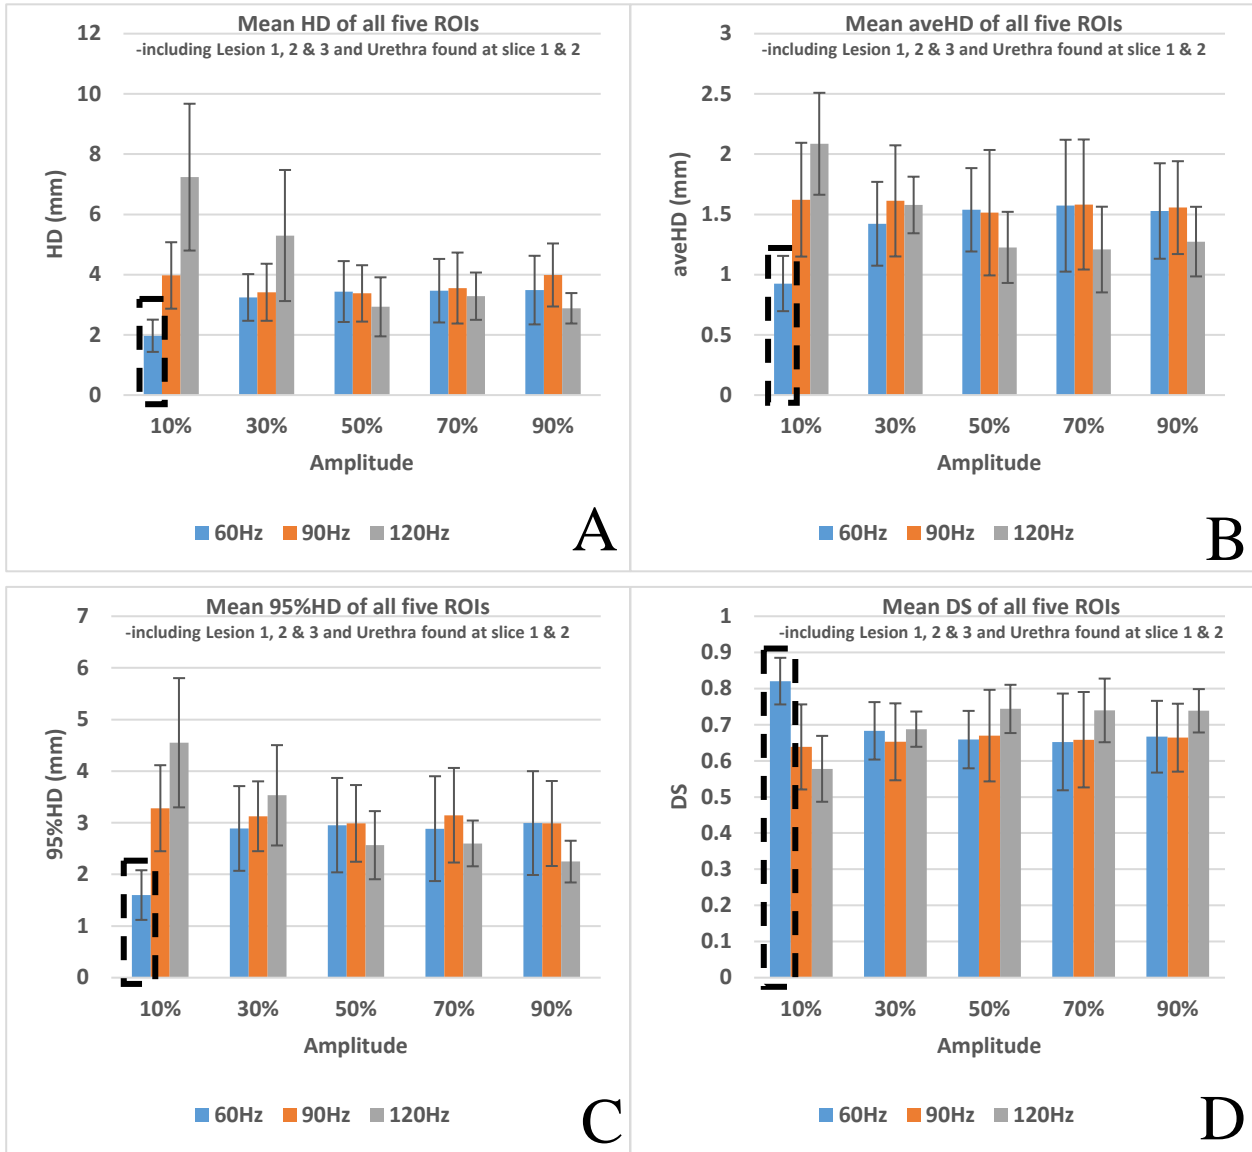 Mean HD of all five ROIs
-including Lesion 1, 2 & 3 and Urethra found at slice 1 & 2
12
10
8
6
4
2
0
HD (mm)
10% 30% 50% 70% 90%
Amplitude
60Hz 90Hz 120Hz
A
Mean aveHD of all five ROIs
-including Lesion 1, 2 & 3 and Urethra found at slice 1 & 2
3
2.5
2
1.5
1
0.5
0
aveHD (mm)
10% 30% 50% 70% 90%
Amplitude
60Hz 90Hz 120Hz
B
Mean 95%HD of all five ROIs
-including Lesion 1, 2 & 3 and Urethra found at slice 1 & 2
7
6
5
4
3
2
1
0
95%HD (mm)
10% 30% 50% 70% 90%
Amplitude
60Hz 90Hz 120Hz
C
Mean DS of all five ROIs
-including Lesion 1, 2 & 3 and Urethra found at slice 1 & 2
1
0.9
0.8
0.7
0.6
0.5
0.4
0.3
0.2
0.1
0
DS
10% 30% 50% 70% 90%
Amplitude
60Hz 90Hz 120Hz
D